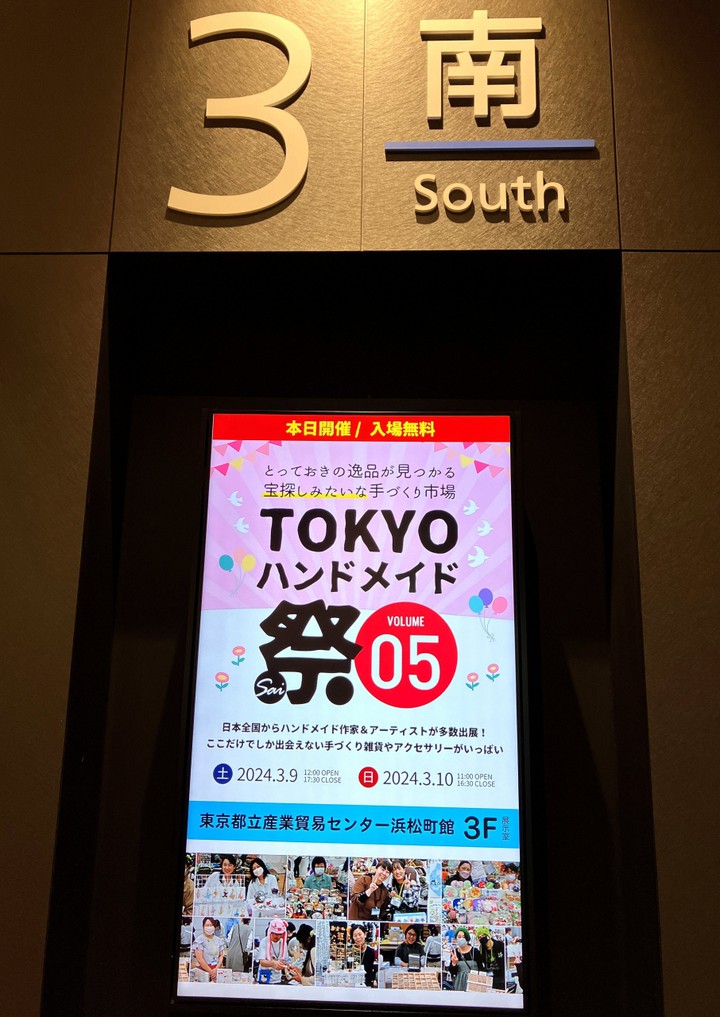 3
南
South
本日開催 / 入場無料
とっておきの逸品が見つかる
宝探しみたいな手づくり市場
TOKYO
ハンドメイド
祭
Sai
VOLUME
05
日本全国からハンドメイド作家&アーティストが多数出展!
ここだけでしか出会えない手づくり雑貨やアクセサリーがいっぱい
土 2024.3.9 12:00 OPEN 17:30 CLOSE
日 2024.3.10 11:00 OPEN 16:30 CLOSE
東京都立産業貿易センター浜松町館 3F 展示室